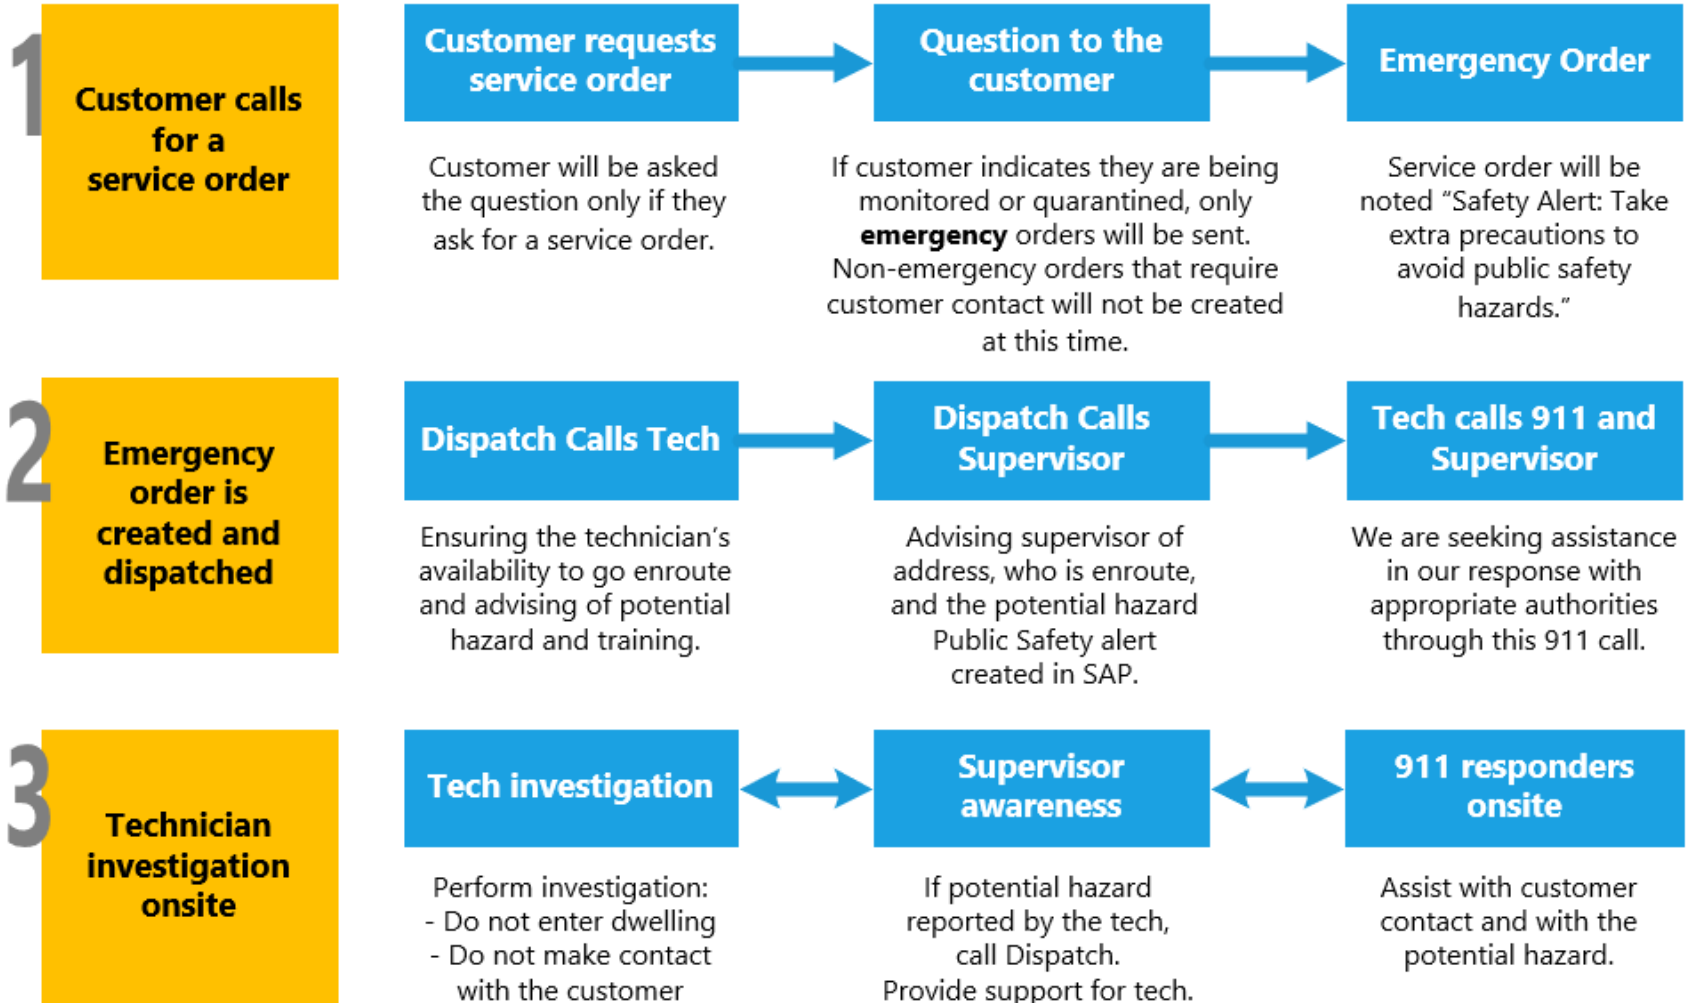 1
Customer calls
for a
service order
Customer requests
service order
Question to the
customer
Emergency Order
Customer will be asked
the question only if they
ask for a service order.
If customer indicates they are being
monitored or quarantined, only
emergency orders will be sent.
Non-emergency orders that require
customer contact will not be created
at this time.
Service order will be
noted “Safety Alert: Take
extra precautions to
avoid public safety
hazards.”
2
Emergency
order is
created and
dispatched
Dispatch Calls Tech
Dispatch Calls
Supervisor
Tech calls 911 and
Supervisor
Ensuring the technician’s
availability to go enroute
and advising of potential
hazard and training.
Advising supervisor of
address, who is enroute,
and the potential hazard
Public Safety alert
created in SAP.
We are seeking assistance
in our response with
appropriate authorities
through this 911 call.
3
Technician
investigation
onsite
Tech investigation
Supervisor
awareness
911 responders
onsite
Perform investigation:
- Do not enter dwelling
- Do not make contact
with the customer
If potential hazard
reported by the tech,
call Dispatch.
Provide support for tech.
Assist with customer
contact and with the
potential hazard.